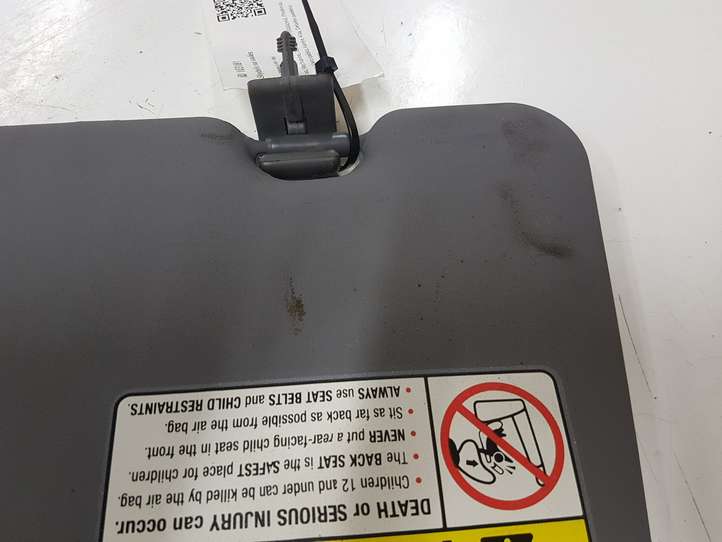 DEATH or SERIOUS INJURY can occur.
• Children 12 and under can be killed by the air bag.
• The BACK SEAT is the SAFEST place for children.
• NEVER put a rear-facing child seat in the front.
• Sit as far back as possible from the air bag.
• ALWAYS use SEAT BELTS and CHILD RESTRAINTS.